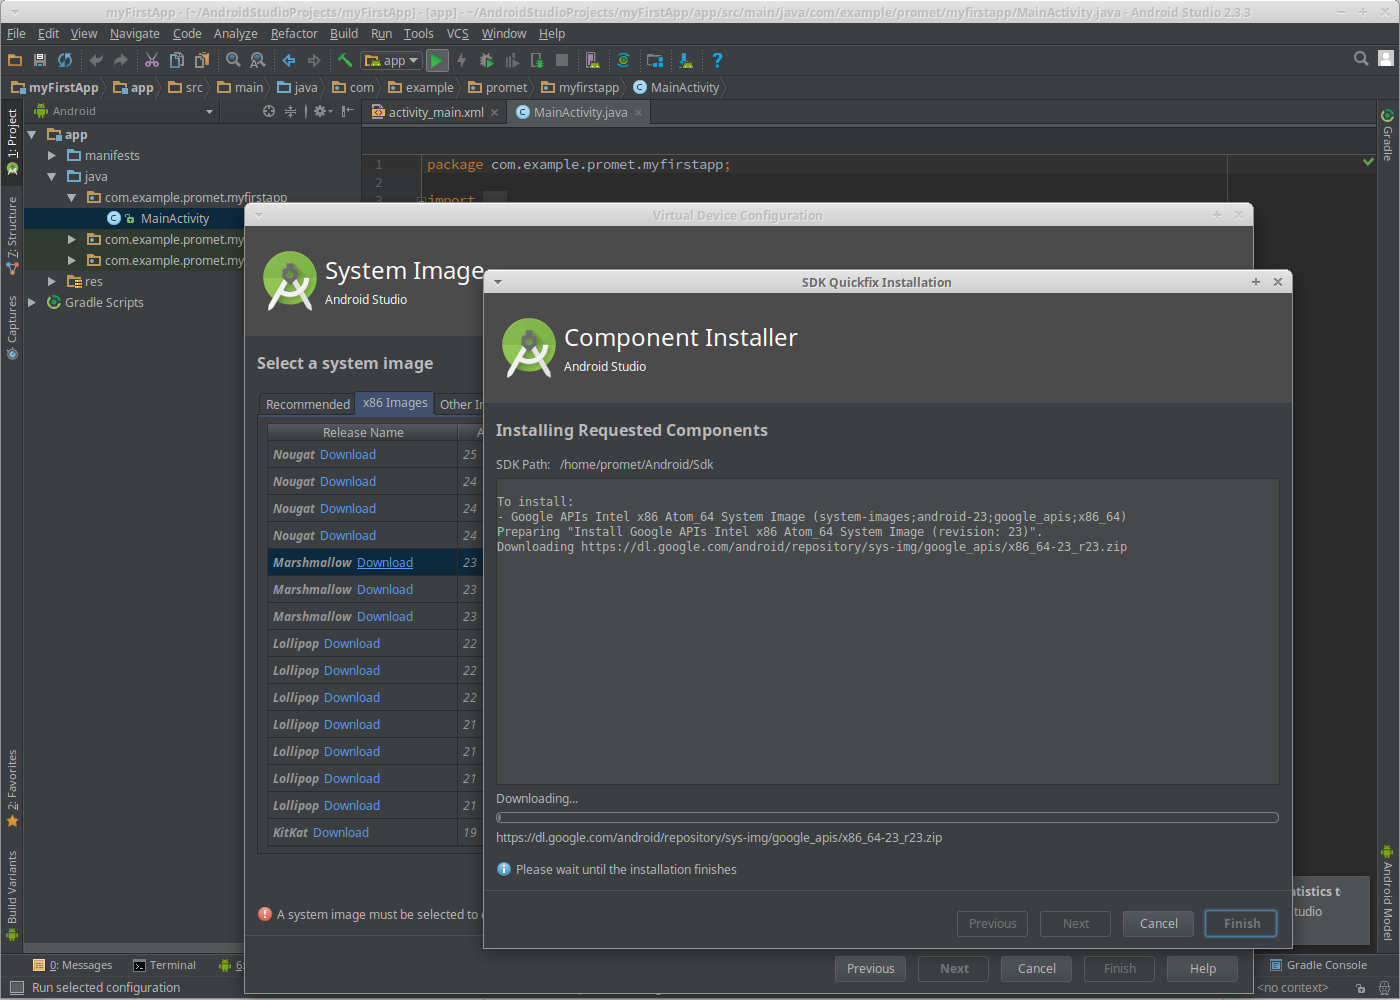 myFirstApp - [~/AndroidStudioProjects/myFirstApp] - [app] - ~/AndroidStudioProjects/myFirstApp/app/src/main/java/com/example/promet/myfirstapp/MainActivity.java - Android Studio 2.3.3
File Edit View Navigate Code Analyze Refactor Build Run Tools VCS Window Help
app
myFirstApp app src main java com example promet myfirstapp MainActivity
1: Project
7: Structure
Captures
2: Favorites
Build Variants
Android
app
manifests
java
com.example.promet.myfirstapp
MainActivity
com.example.promet.my
com.example.promet.my
res
Gradle Scripts
activity_main.xml MainActivity.java
1 package com.example.promet.myfirstapp;
2
3 import ...
Gradle
Android Model
Virtual Device Configuration
System Image
Android Studio
Select a system image
Recommended x86 Images Other I
Release Name A
Nougat Download 25
Nougat Download 24
Nougat Download 24
Nougat Download 24
Marshmallow Download 23
Marshmallow Download 23
Marshmallow Download 23
Lollipop Download 22
Lollipop Download 22
Lollipop Download 22
Lollipop Download 21
Lollipop Download 21
Lollipop Download 21
Lollipop Download 21
KitKat Download 19
A system image must be selected to
Previous Next Cancel Finish Help
SDK Quickfix Installation
Component Installer
Android Studio
Installing Requested Components
SDK Path: /home/promet/Android/Sdk
To install:
- Google APIs Intel x86 Atom_64 System Image (system-images;android-23;google_apis;x86_64)
Preparing "Install Google APIs Intel x86 Atom_64 System Image (revision: 23)".
Downloading https://dl.google.com/android/repository/sys-img/google_apis/x86_64-23_r23.zip
Downloading...
https://dl.google.com/android/repository/sys-img/google_apis/x86_64-23_r23.zip
Please wait until the installation finishes
Previous Next Cancel Finish
atistics t
tudio
0: Messages Terminal 6: Gradle Console
Run selected configuration <no context>